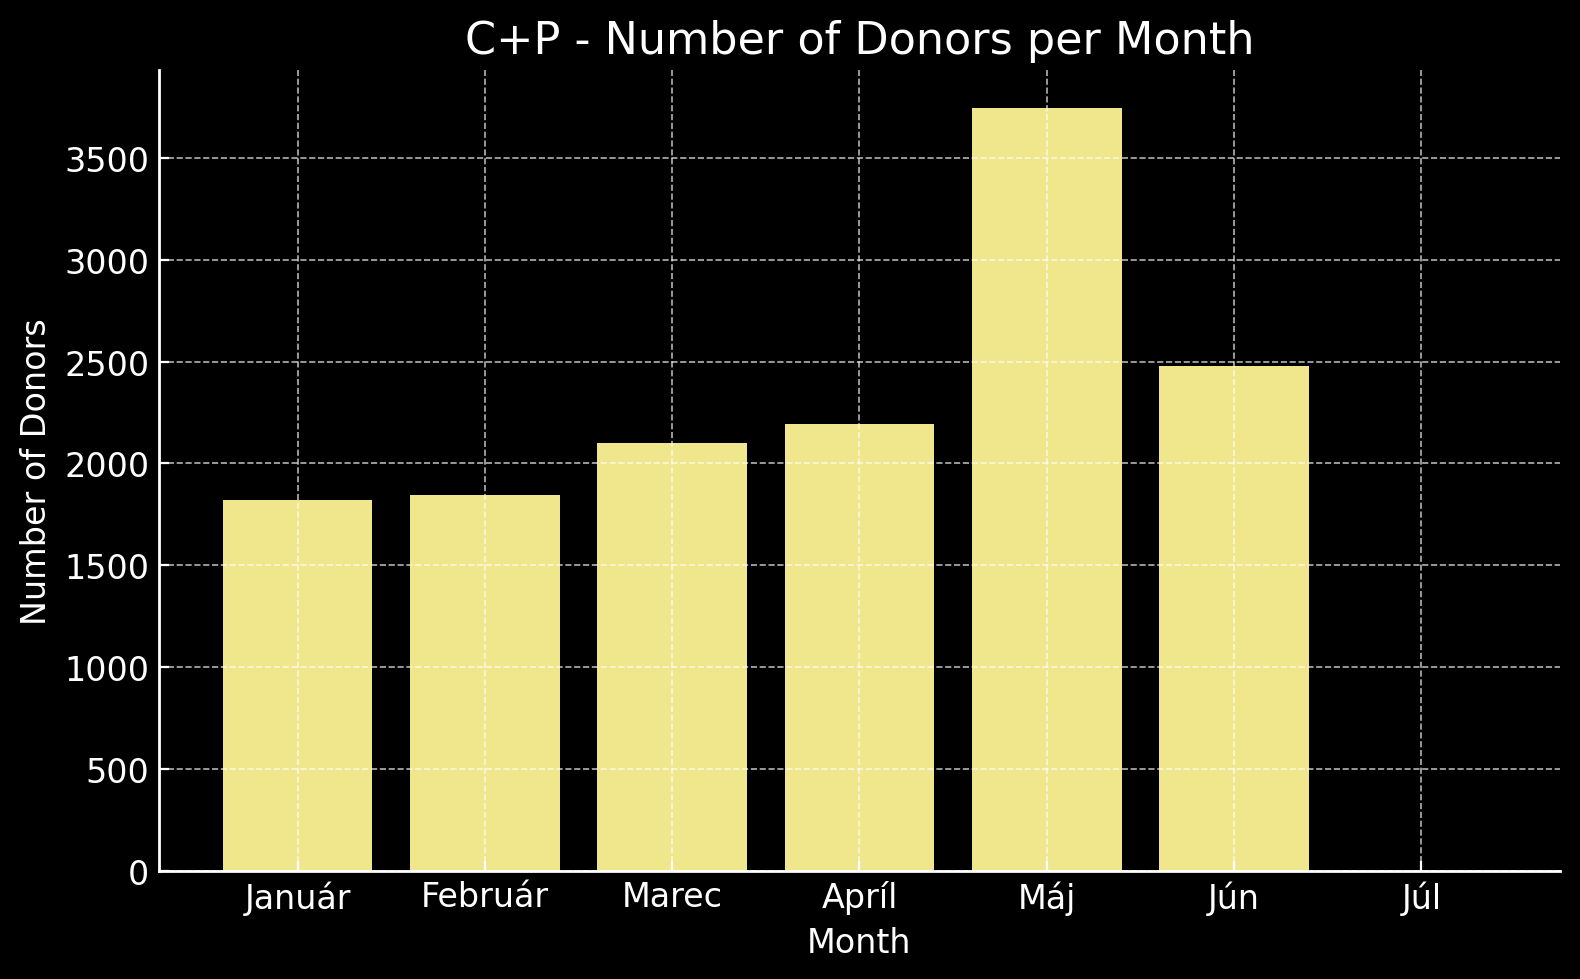 C+P - Number of Donors per Month
Number of Donors
3500
3000
2500
2000
1500
1000
500
0
Január
Február
Marec
Apríl
Máj
Jún
Júl
Month